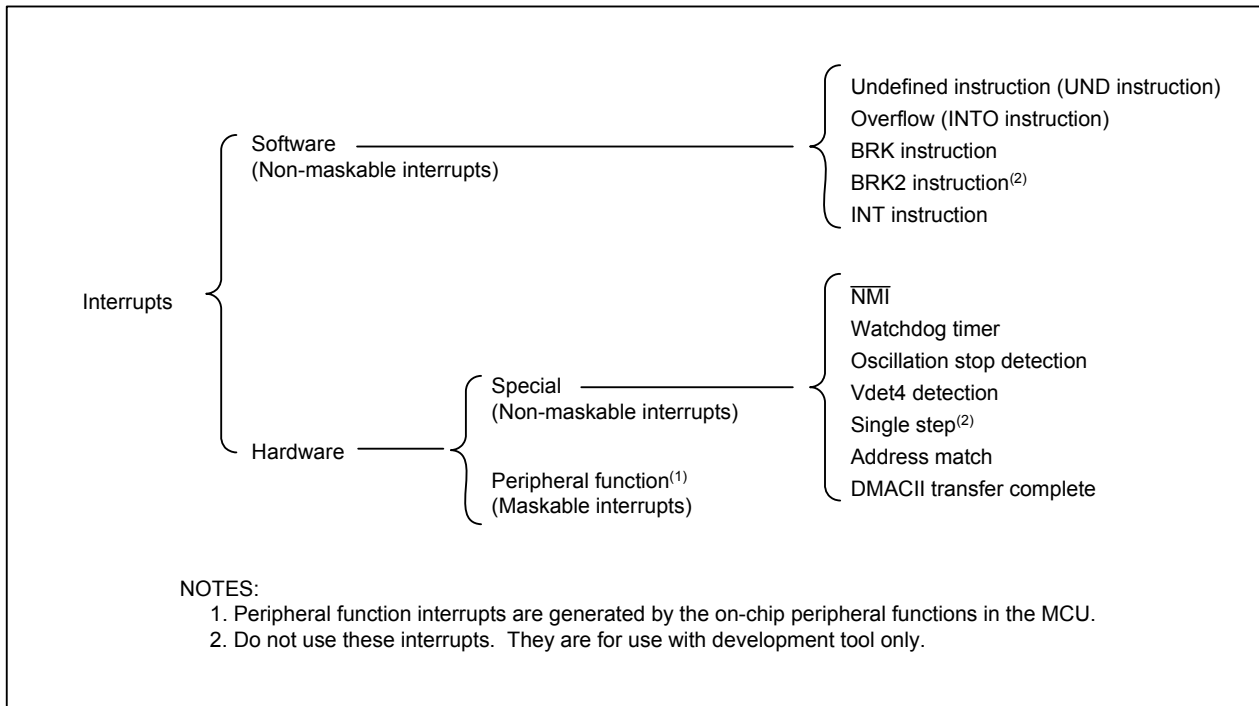 Interrupts
Software
(Non-maskable interrupts)
Undefined instruction (UND instruction)
Overflow (INTO instruction)
BRK instruction
BRK2 instruction(2)
INT instruction
Hardware
Special
(Non-maskable interrupts)
NMI
Watchdog timer
Oscillation stop detection
Vdet4 detection
Single step(2)
Address match
DMACII transfer complete
Peripheral function(1)
(Maskable interrupts)
NOTES:
1. Peripheral function interrupts are generated by the on-chip peripheral functions in the MCU.
2. Do not use these interrupts. They are for use with development tool only.